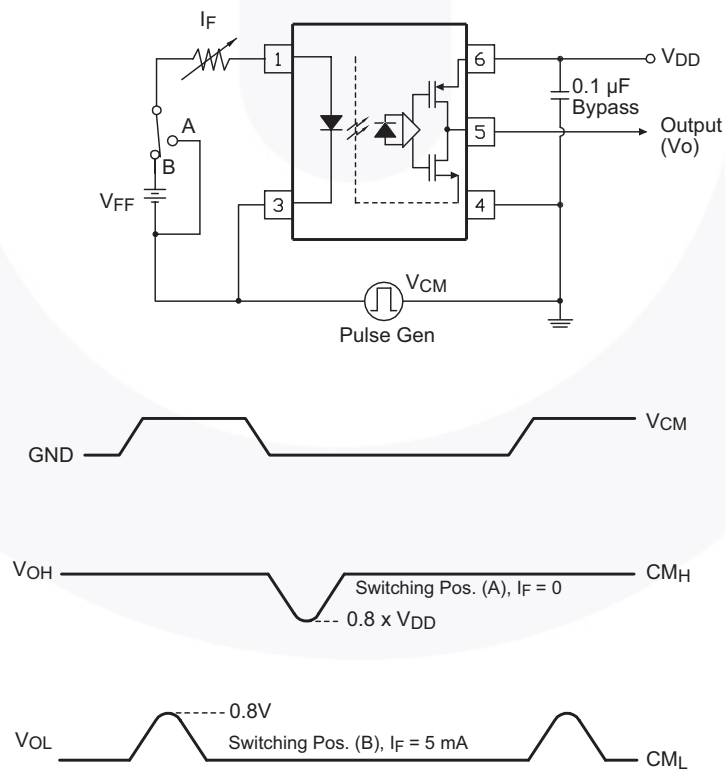 IF
1
6
VDD
0.1 µF
Bypass
A
5
Output
(Vo)
B
VFF
3
4
VCM
Pulse Gen
VCM
GND
VOH
Switching Pos. (A), IF = 0
CMH
0.8 x VDD
0.8V
VOL
Switching Pos. (B), IF = 5 mA
CML